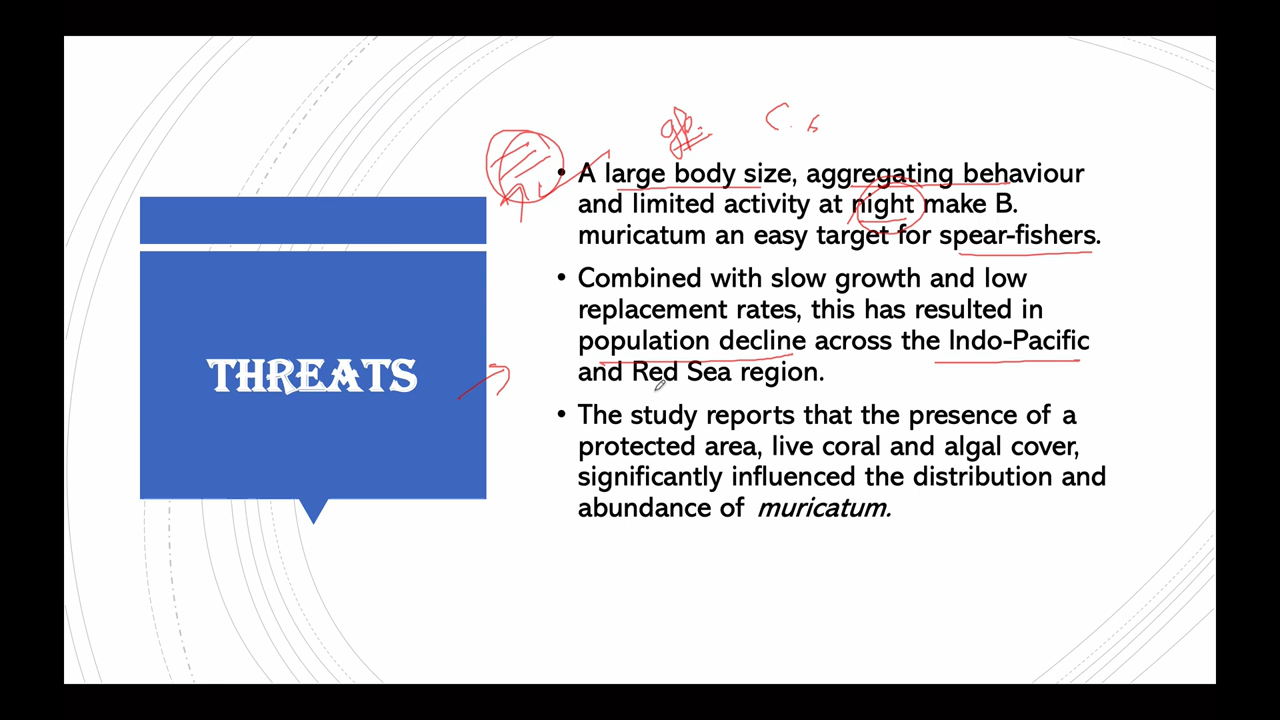 THREATS
• A large body size, aggregating behaviour
and limited activity at night make B.
muricatum an easy target for spear-fishers.
• Combined with slow growth and low
replacement rates, this has resulted in
population decline across the Indo-Pacific
and Red Sea region.
• The study reports that the presence of a
protected area, live coral and algal cover,
significantly influenced the distribution and
abundance of muricatum.